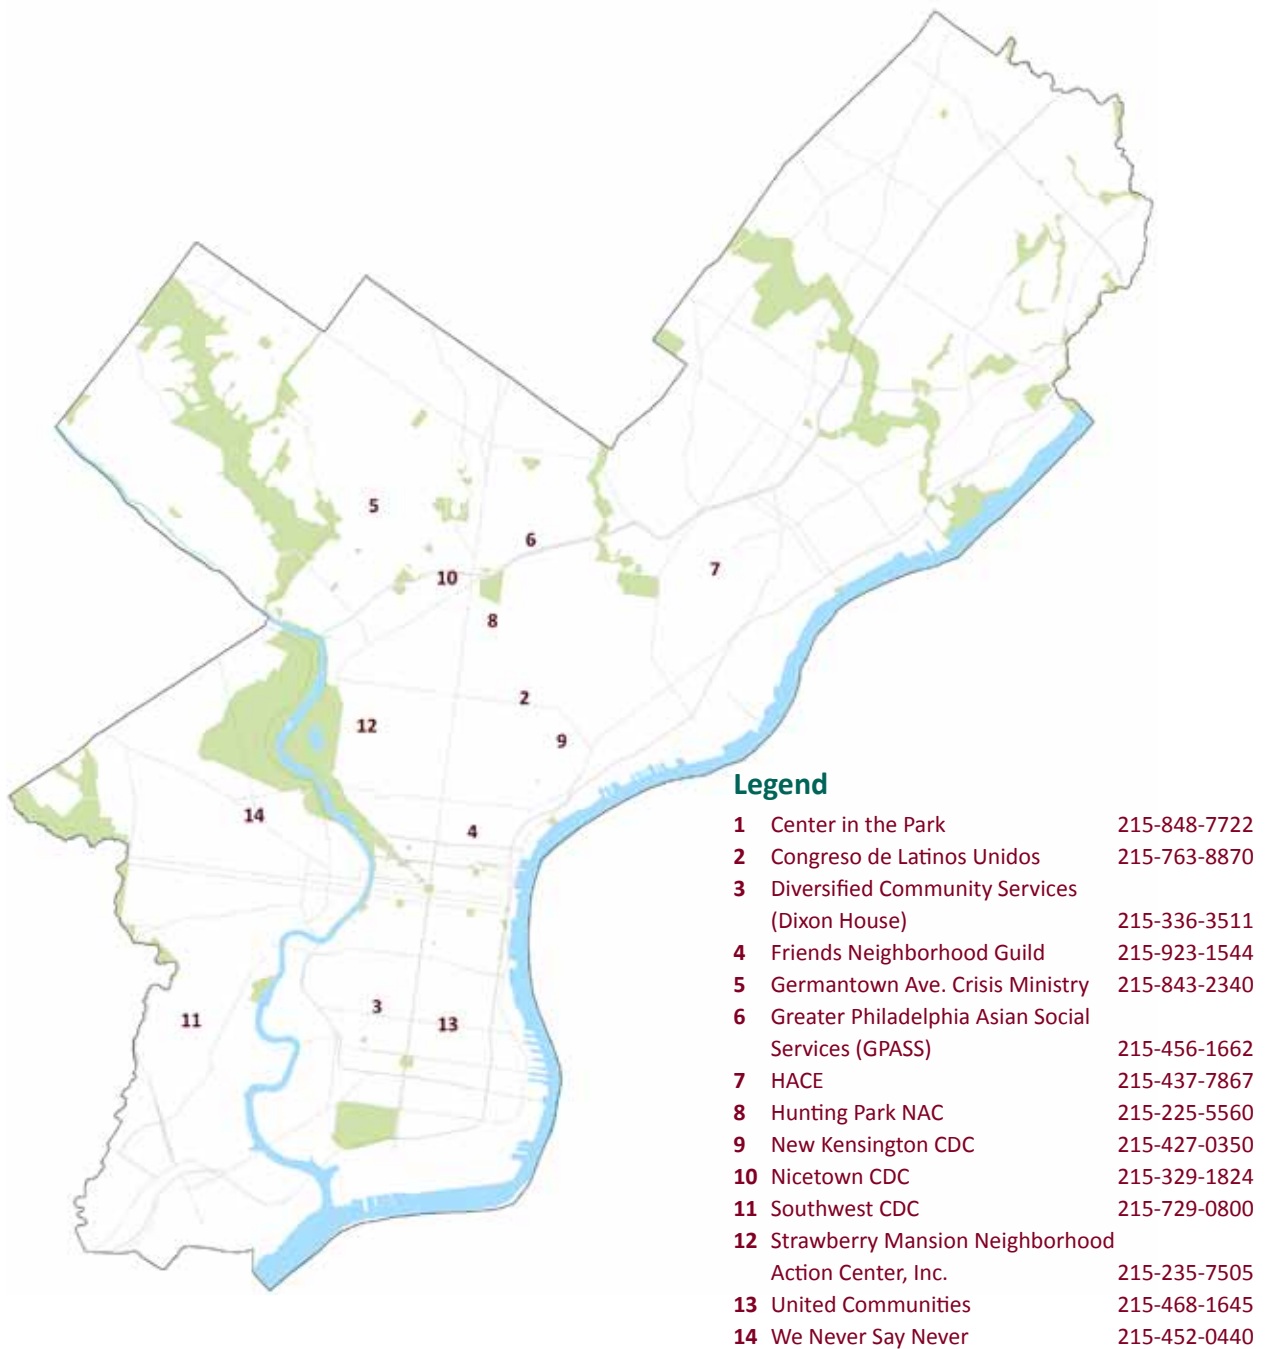 5
6
10
7
8
2
12
9
14
4
3
11
13
Legend
1 Center in the Park 215-848-7722
2 Congreso de Latinos Unidos 215-763-8870
3 Diversified Community Services
(Dixon House) 215-336-3511
4 Friends Neighborhood Guild 215-923-1544
5 Germantown Ave. Crisis Ministry 215-843-2340
6 Greater Philadelphia Asian Social
Services (GPASS) 215-456-1662
7 HACE 215-437-7867
8 Hunting Park NAC 215-225-5560
9 New Kensington CDC 215-427-0350
10 Nicetown CDC 215-329-1824
11 Southwest CDC 215-729-0800
12 Strawberry Mansion Neighborhood
Action Center, Inc. 215-235-7505
13 United Communities 215-468-1645
14 We Never Say Never 215-452-0440